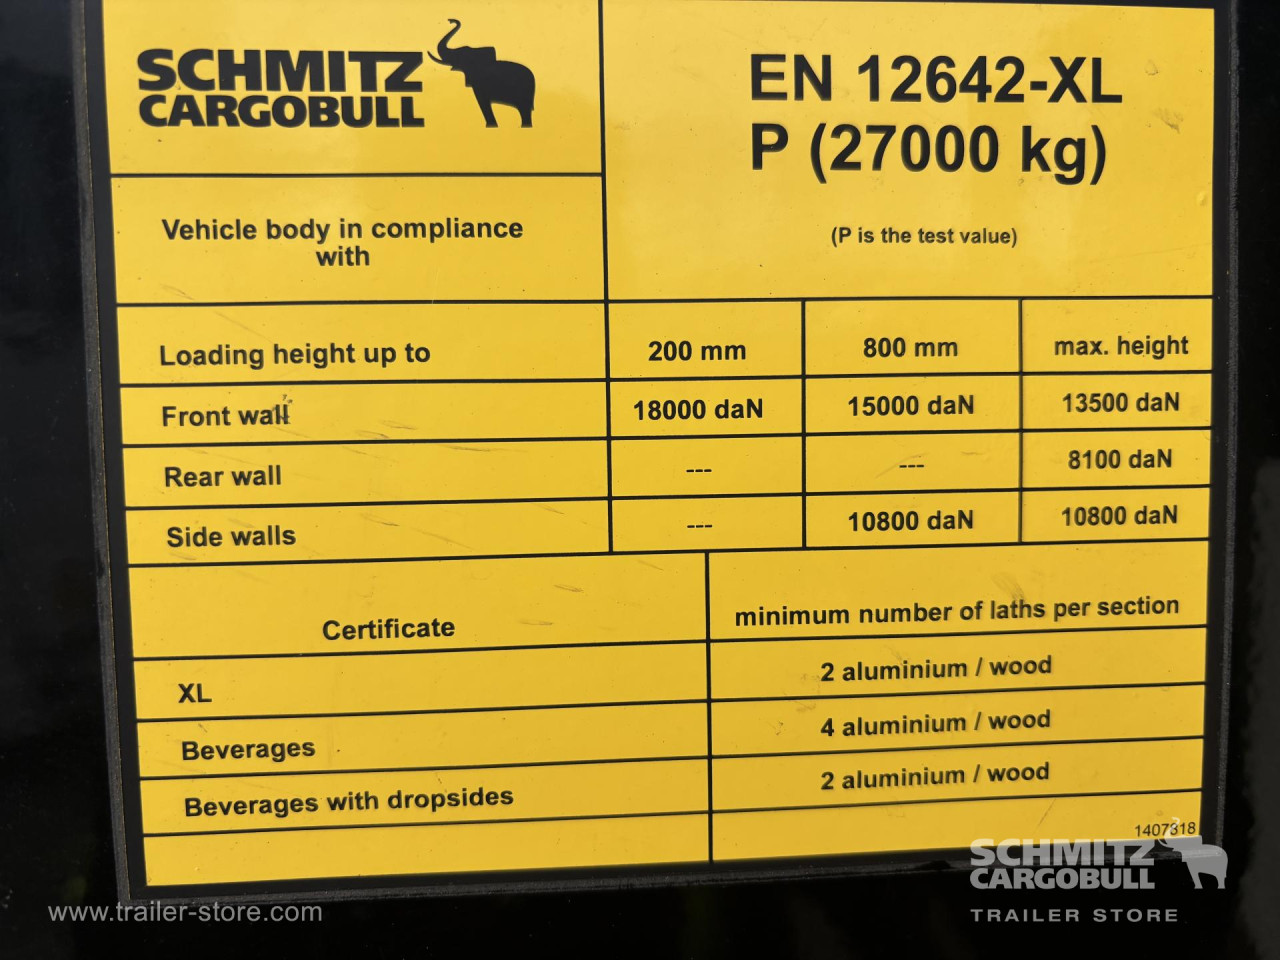 SCHMITZ
CARGOBULL
EN 12642-XL
P (27000 kg)
(P is the test value)
Vehicle body in compliance
with
Loading height up to 200 mm 800 mm max. height
Front wall 18000 daN 15000 daN 13500 daN
Rear wall --- --- 8100 daN
Side walls --- 10800 daN 10800 daN
Certificate minimum number of laths per section
XL 2 aluminium / wood
Beverages 4 aluminium / wood
Beverages with dropsides 2 aluminium / wood
1407318
SCHMITZ
CARGOBULL
TRAILER STORE
www.trailer-store.com